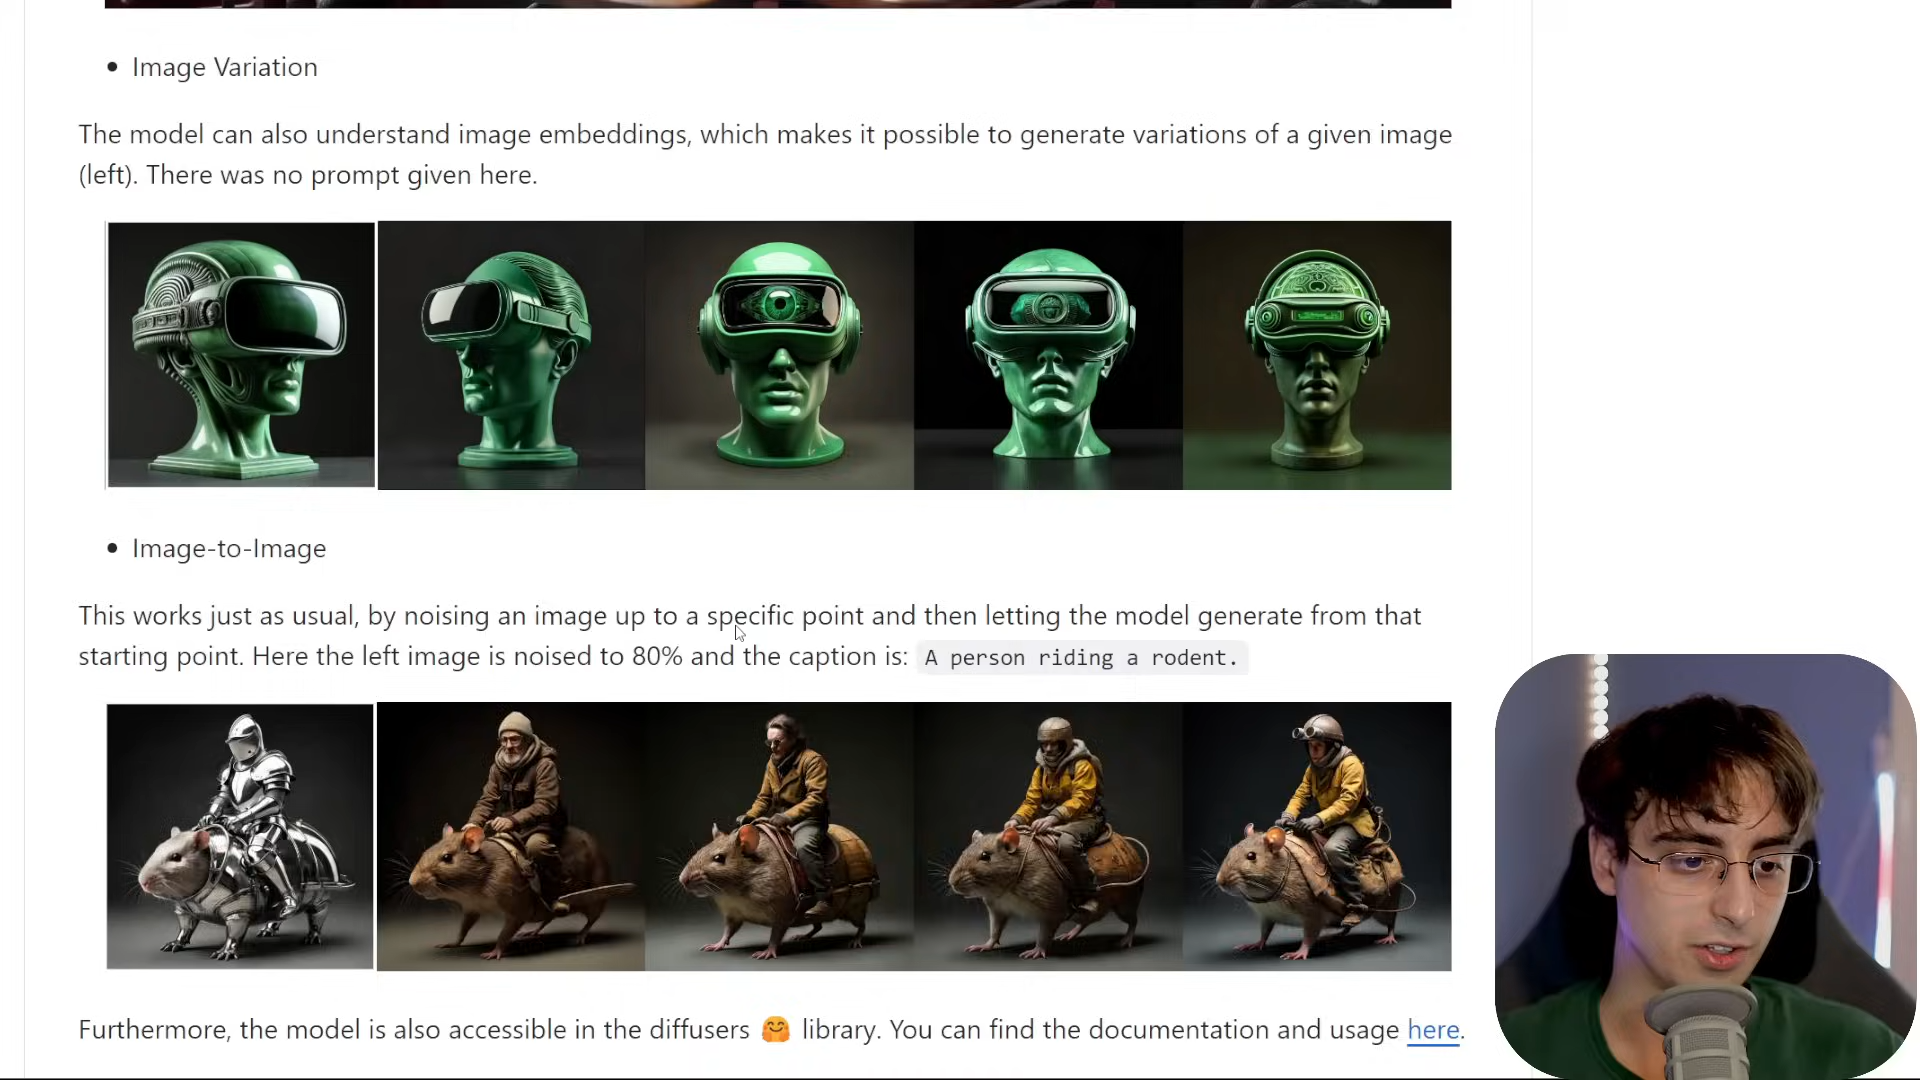 Image Variation
The model can also understand image embeddings, which makes it possible to generate variations of a given image
(left). There was no prompt given here.
Image-to-Image
This works just as usual, by noising an image up to a specific point and then letting the model generate from that
starting point. Here the left image is noised to 80% and the caption is: A person riding a rodent.
Furthermore, the model is also accessible in the diffusers 🤗 library. You can find the documentation and usage here.